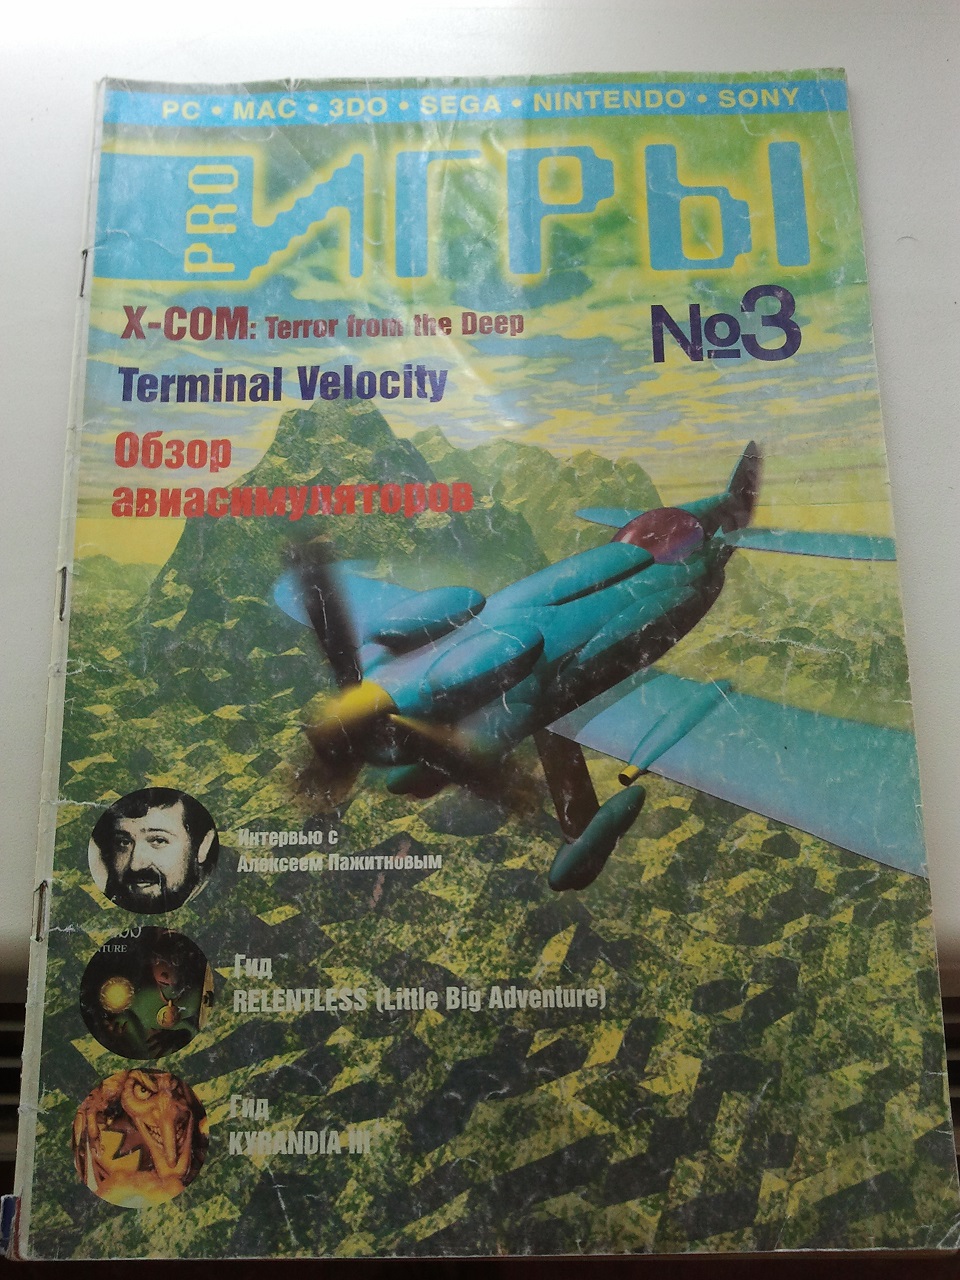 PC • MAC • 3DO • SEGA • NINTENDO • SONY
PRO ИГРЫ
№3
X-COM: Terror from the Deep
Terminal Velocity
Обзор
авиасимуляторов
Интервью с
Алексеем Пажитновым
TURE
Гид
RELENTLESS (Little Big Adventure)
Гид
KYRANDIA III